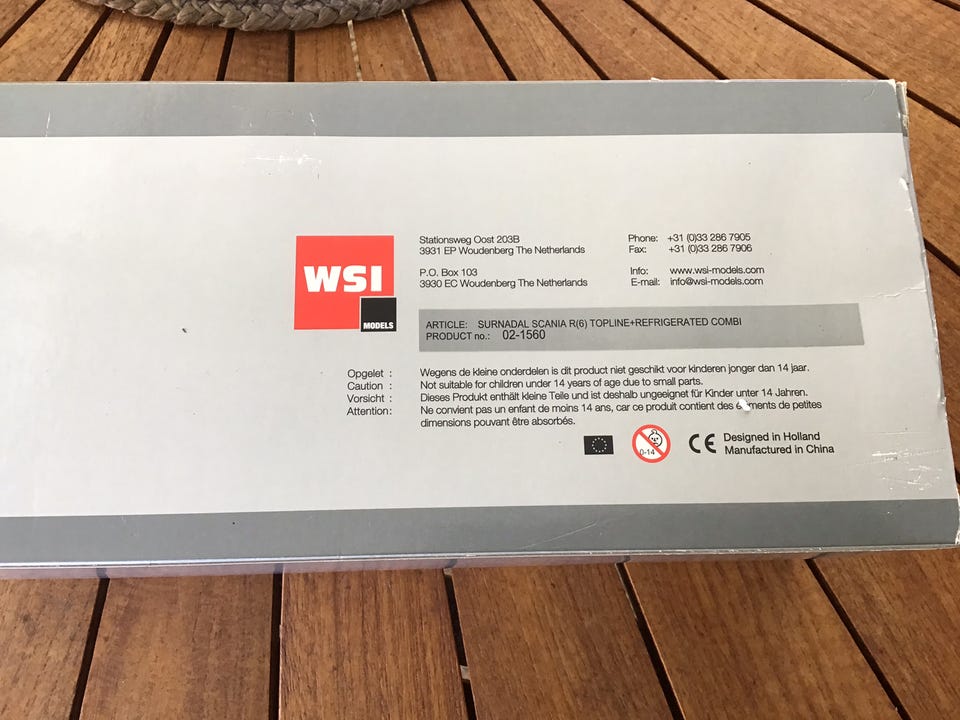 WSI
MODELS
Stationsweg Oost 203B
3931 EP Woudenberg The Netherlands
P.O. Box 103
3930 EC Woudenberg The Netherlands
Phone: +31 (0)33 286 7905
Fax: +31 (0)33 286 7906
Info: www.wsi-models.com
E-mail: info@wsi-models.com
ARTICLE: SURNADAL SCANIA R(6) TOPLINE+REFRIGERATED COMBI
PRODUCT no.: 02-1560
Opgelet : Wegens de kleine onderdelen is dit product niet geschikt voor kinderen jonger dan 14 jaar.
Caution : Not suitable for children under 14 years of age due to small parts.
Vorsicht : Dieses Produkt enthält kleine Teile und ist deshalb ungeeignet für Kinder unter 14 Jahren.
Attention: Ne convient pas un enfant de moins 14 ans, car ce produit contient des éléments de petites
dimensions pouvant être absorbés.
0-14
CE
Designed in Holland
Manufactured in China